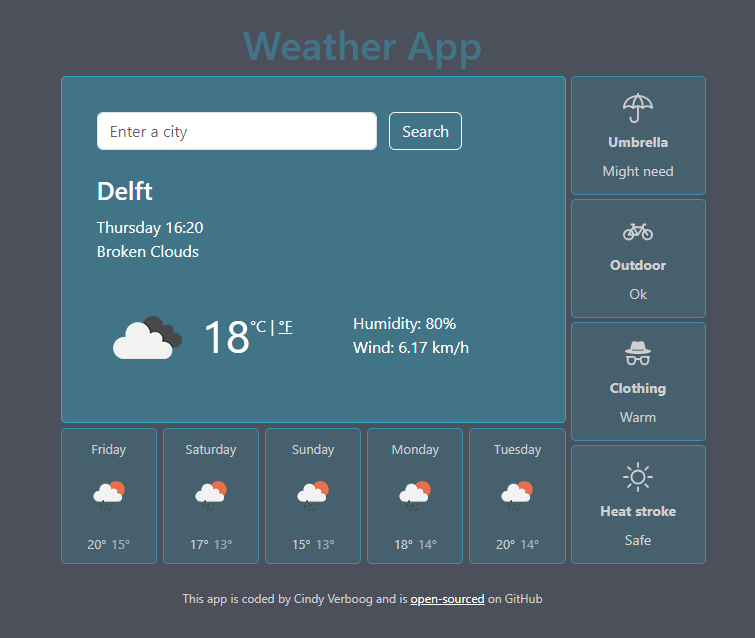 Weather App
Enter a city
Search
Delft
Thursday 16:20
Broken Clouds
18 °C | °F
Humidity: 80%
Wind: 6.17 km/h
Umbrella
Might need
Outdoor
Ok
Clothing
Warm
Heat stroke
Safe
Friday
20° 15°
Saturday
17° 13°
Sunday
15° 13°
Monday
18° 14°
Tuesday
20° 14°
This app is coded by Cindy Verboog and is open-sourced on GitHub